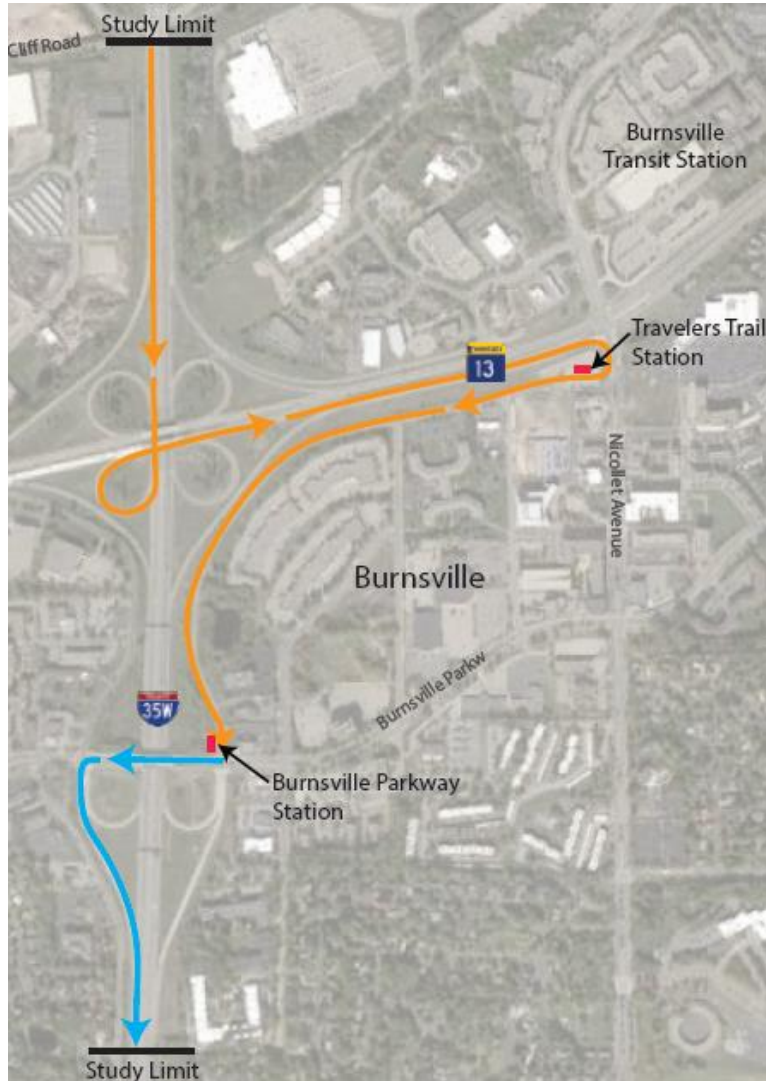 Study Limit
Cliff Road
Burnsville
Transit Station
Travelers Trail
Station
13
Nicollet Avenue
Burnsville
35W
Burnsville Parkw
Burnsville Parkway
Station
Study Limit